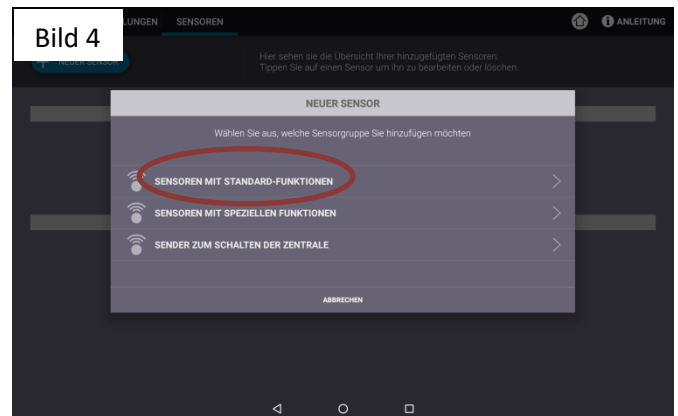 Bild 4
LUNGEN SENSOREN ANLEITUNG
+ NEUER SENSOR
Hier sehen sie die Übersicht Ihrer hinzugefügten Sensoren.
Tippen Sie auf einen Sensor um ihn zu bearbeiten oder löschen.
NEUER SENSOR
Wählen Sie aus, welche Sensorgruppe Sie hinzufügen möchten
SENSOREN MIT STANDARD-FUNKTIONEN
SENSOREN MIT SPEZIELLEN FUNKTIONEN
SENDER ZUM SCHALTEN DER ZENTRALE
ABBRECHEN